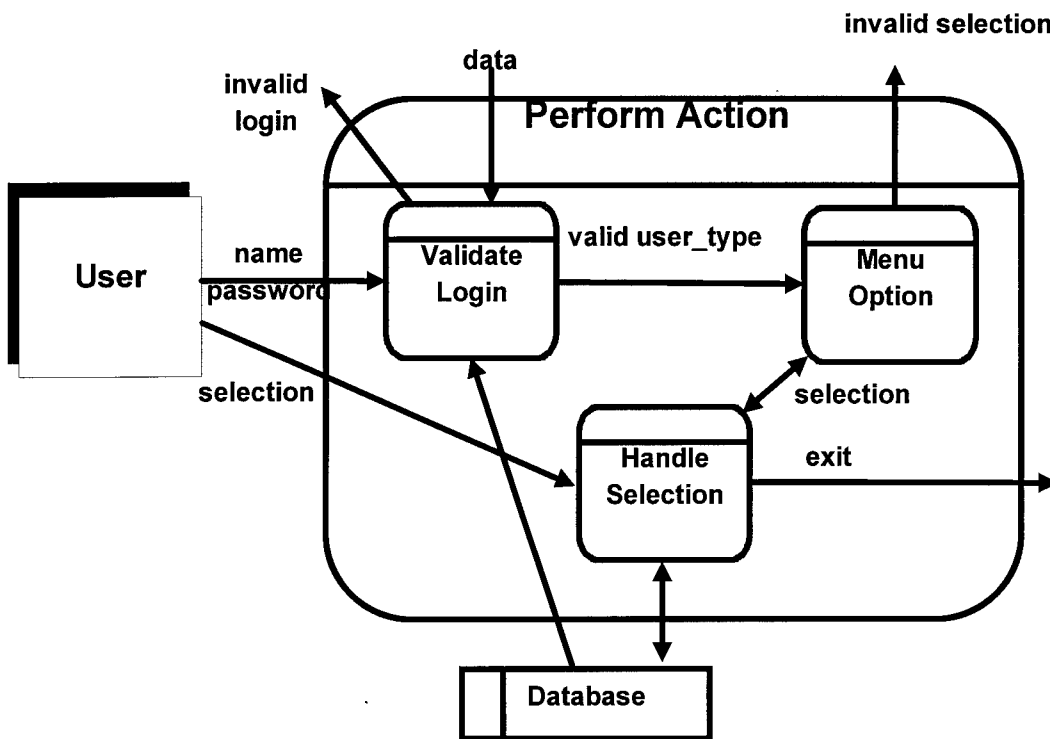 invalid selection
data
invalid
login
Perform Action
User
name
password
Validate
Login
valid user_type
Menu
Option
selection
selection
Handle
Selection
exit
Database